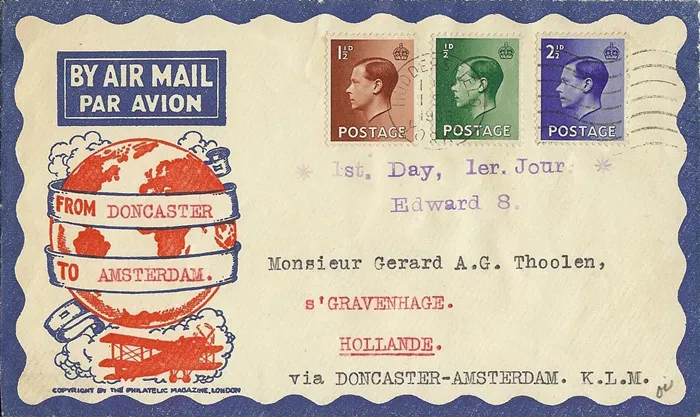 BY AIR MAIL
PAR AVION
FROM DONCASTER
TO AMSTERDAM.
COPYRIGHT BY THE PHILATELIC MAGAZINE, LONDON
1½D
POSTAGE
½D
POSTAGE
2½D
POSTAGE
* 1st. Day, 1er. Jour *
Edward 8.
Monsieur Gerard A.G. Thoolen,
s'GRAVENHAGE.
HOLLANDE.
via DONCASTER-AMSTERDAM. K.L.M.